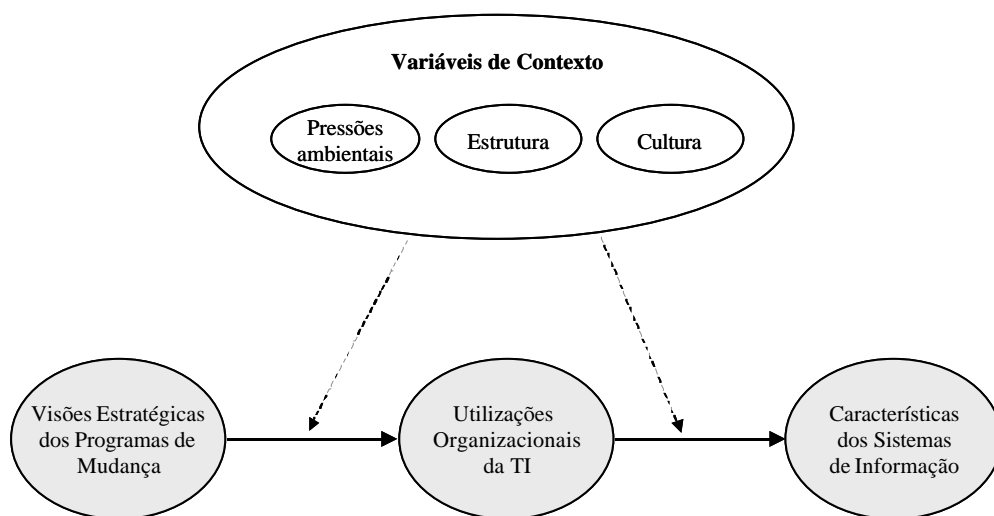 Variáveis de Contexto
Pressões
ambientais
Estrutura
Cultura
Visões Estratégicas
dos Programas de
Mudança
Utilizações
Organizacionais
da TI
Características
dos Sistemas
de Informação